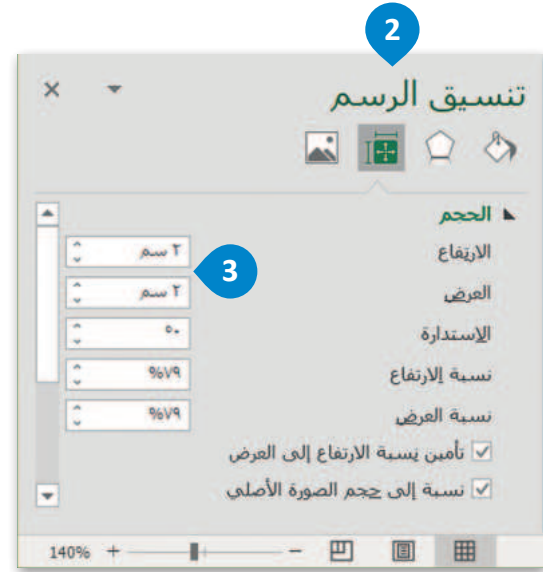 2
تنسيق الرسم
الحجم
الارتفاع ٢ سم
3
العرض ٢ سم
الاستدارة ٠°
نسبة الارتفاع ٧٩%
نسبة العرض ٧٩%
تأمين نسبة الارتفاع إلى العرض
نسبة إلى حجم الصورة الأصلي
140%